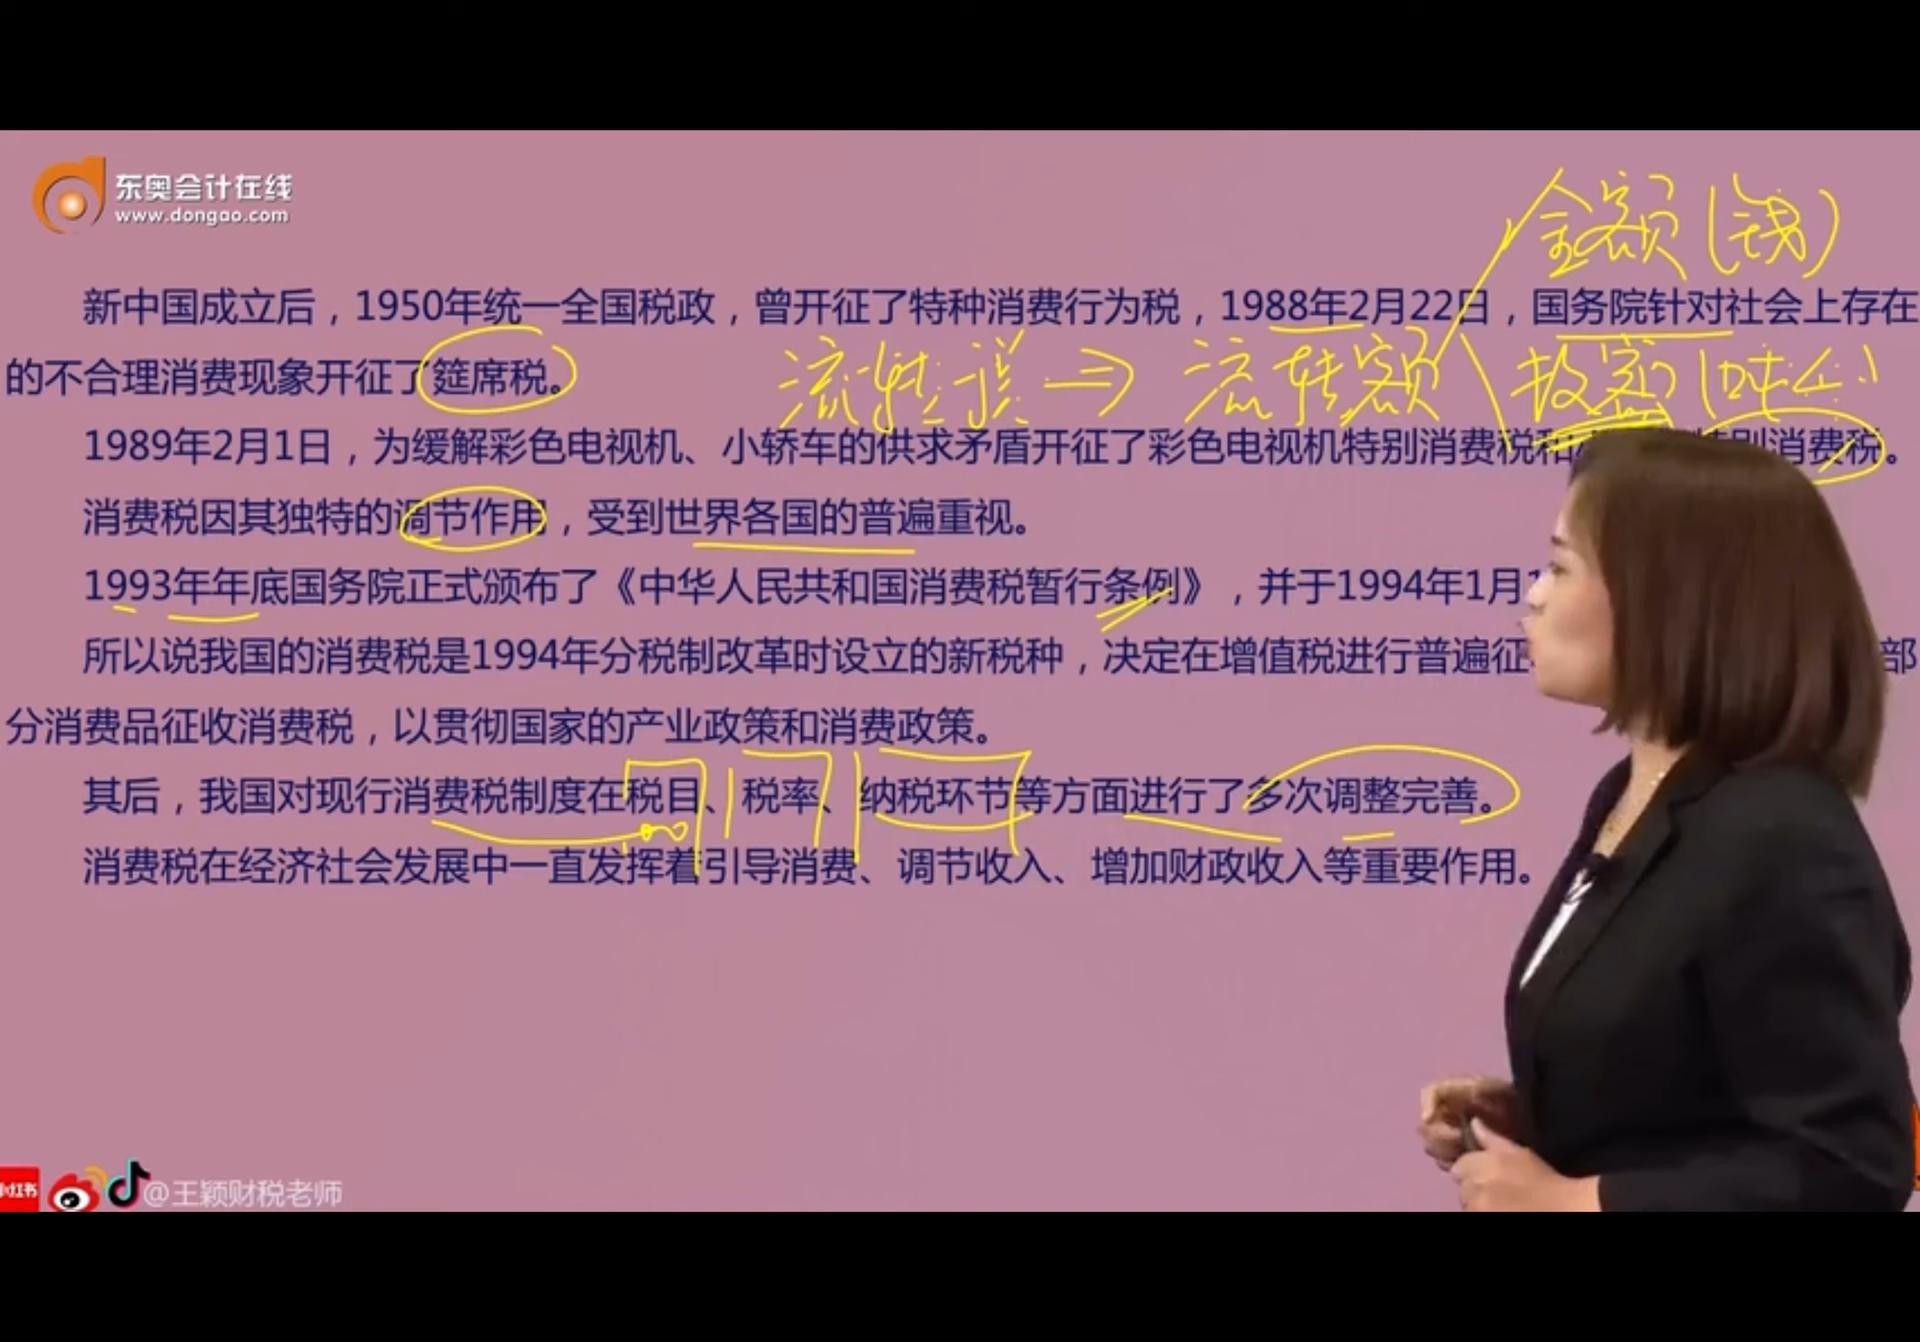 东奥会计在线
www.dongao.com
金额(钱)
新中国成立后，1950年统一全国税政，曾开征了特种消费行为税，1988年2月22日，国务院针对社会上存在
的不合理消费现象开征了筵席税。
流转 ⇒ 流转额
1989年2月1日，为缓解彩色电视机、小轿车的供求矛盾开征了彩色电视机特别消费税和 特别消费税。
消费税因其独特的调节作用，受到世界各国的普遍重视。
1993年年底国务院正式颁布了《中华人民共和国消费税暂行条例》，并于1994年1月
所以说我国的消费税是1994年分税制改革时设立的新税种，决定在增值税进行普遍征 部
分消费品征收消费税，以贯彻国家的产业政策和消费政策。
其后，我国对现行消费税制度在税目、税率、纳税环节等方面进行了多次调整完善。
消费税在经济社会发展中一直发挥着引导消费、调节收入、增加财政收入等重要作用。
小红书 @王颖财税老师